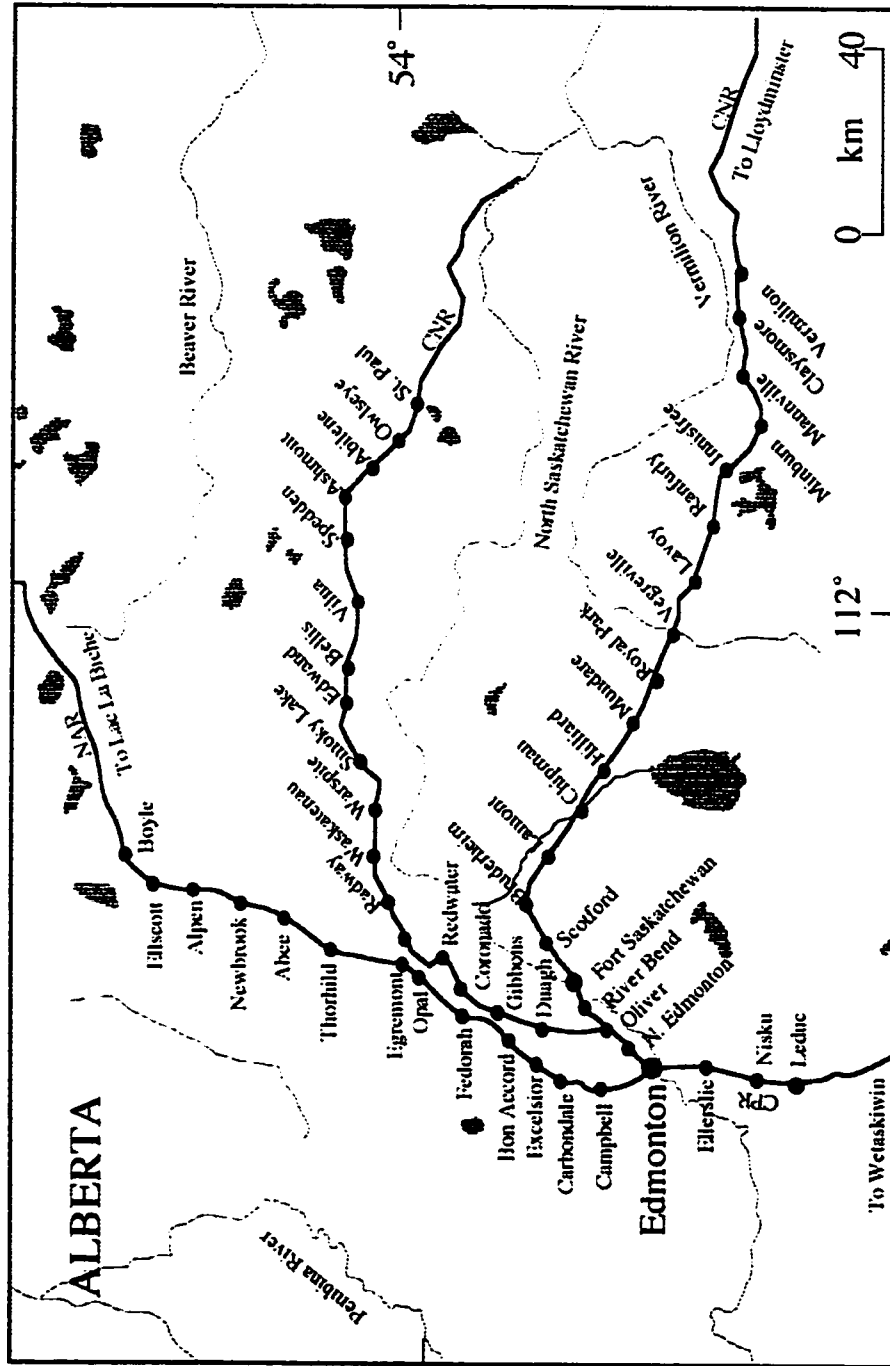 ALBERTA
Pembina River
Beaver River
NAR
To Lac La Biche
Boyle
Ellscott
Alpen
Newbrook
Abee
Thorhild
Egremont
Opal
Fedorah
Bon Accord
Excelsior
Carbondale
Campbell
Edmonton
Redwater
Coronado
Gibbons
Duagh
Radway
Waskatenau
Warspite
Smoky Lake
Edwand
Bellis
Vilna
Spedden
Ashmont
Abilene
Owlseye
St. Paul
CNR
54°
North Saskatchewan River
Vermilion River
N. Edmonton
Oliver
River Bend
Fort Saskatchewan
Scotford
Bruderheim
amont
Chipman
Hilliard
Mundare
Royal Park
Vegreville
Lavoy
Ranfurly
Innisfree
Minburn
Mannville
Claysmore
Vermilion
CNR
To Lloydminster
Ellerslie
Nisku
CPR
Leduc
To Wetaskiwin
112°
0 km 40